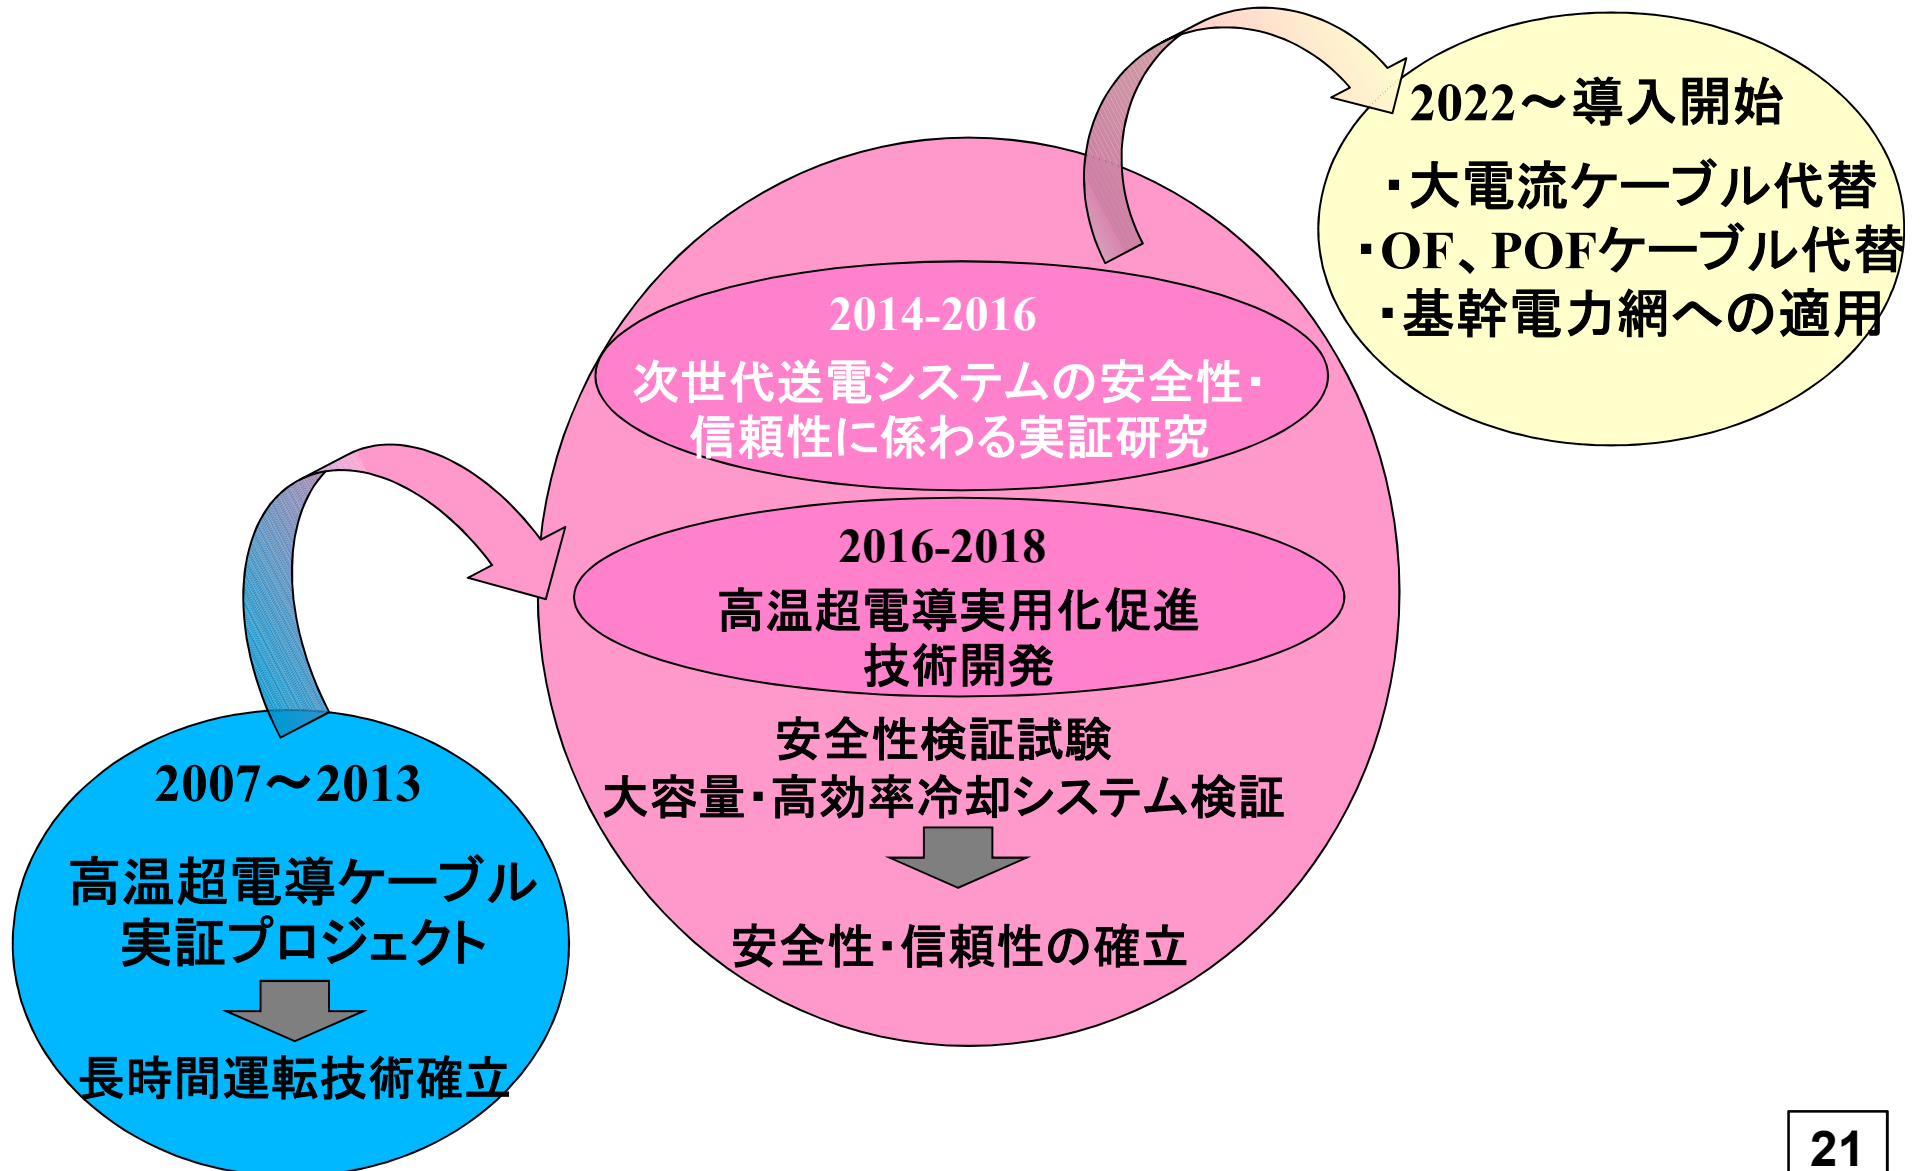 2022～導入開始
・大電流ケーブル代替
・OF、POFケーブル代替
・基幹電力網への適用
2014-2016
次世代送電システムの安全性・
信頼性に係わる実証研究
2016-2018
高温超電導実用化促進
技術開発
安全性検証試験
大容量・高効率冷却システム検証
安全性・信頼性の確立
2007～2013
高温超電導ケーブル
実証プロジェクト
長時間運転技術確立
21